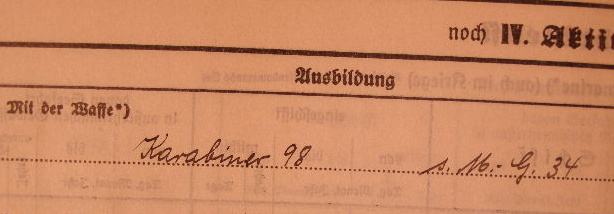 noch IV. Akti
Ausbildung
Mit der Waffe*)
Karabiner 98 s. M.-G. 34